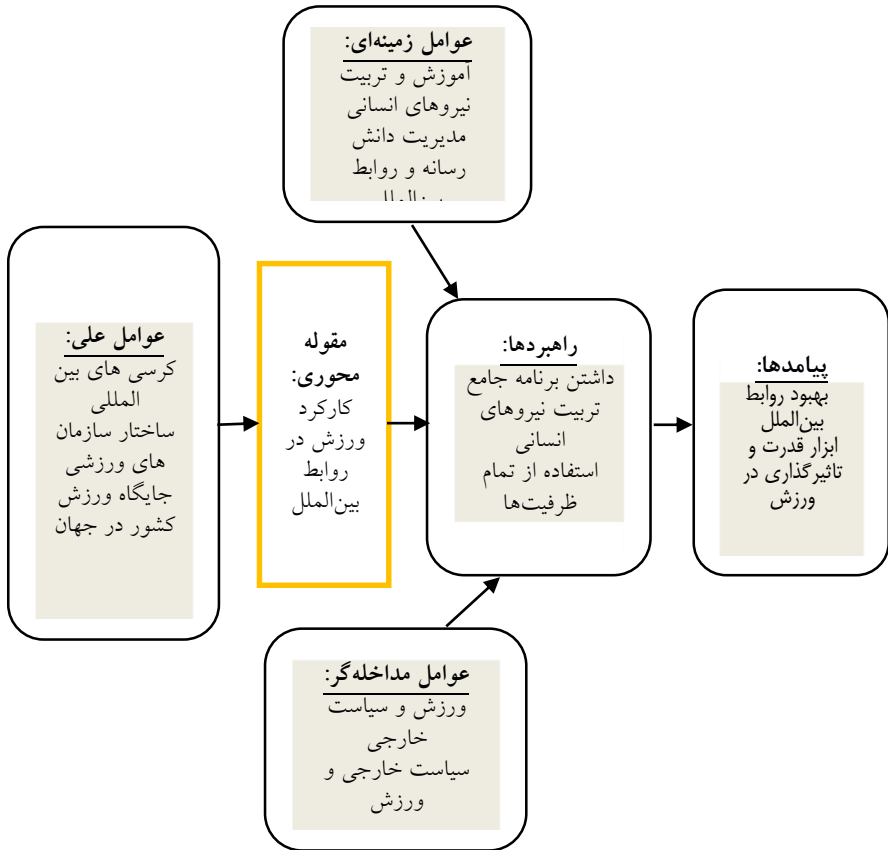 عوامل زمینه‌ای:
آموزش و تربیت
نیروهای انسانی
مدیریت دانش
رسانه و روابط
عوامل علی:
کرسی های بین
المللی
ساختار سازمان
های ورزشی
جایگاه ورزش
کشور در جهان
مقوله
محوری:
کارکرد
ورزش در
روابط
بین‌الملل
راهبردها:
داشتن برنامه جامع
تربیت نیروهای
انسانی
استفاده از تمام
ظرفیت‌ها
پیامدها:
بهبود روابط
بین‌الملل
ابزار قدرت و
تاثیرگذاری در
ورزش
عوامل مداخله‌گر:
ورزش و سیاست
خارجی
سیاست خارجی و
ورزش